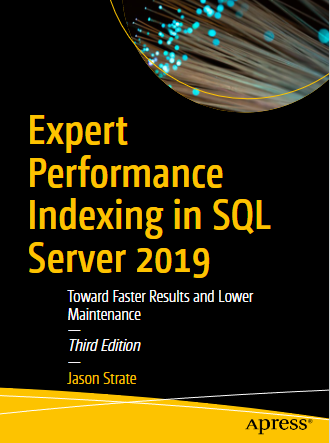 Expert
Performance
Indexing in SQL
Server 2019
Toward Faster Results and Lower
Maintenance
—
Third Edition
—
Jason Strate
Apress®